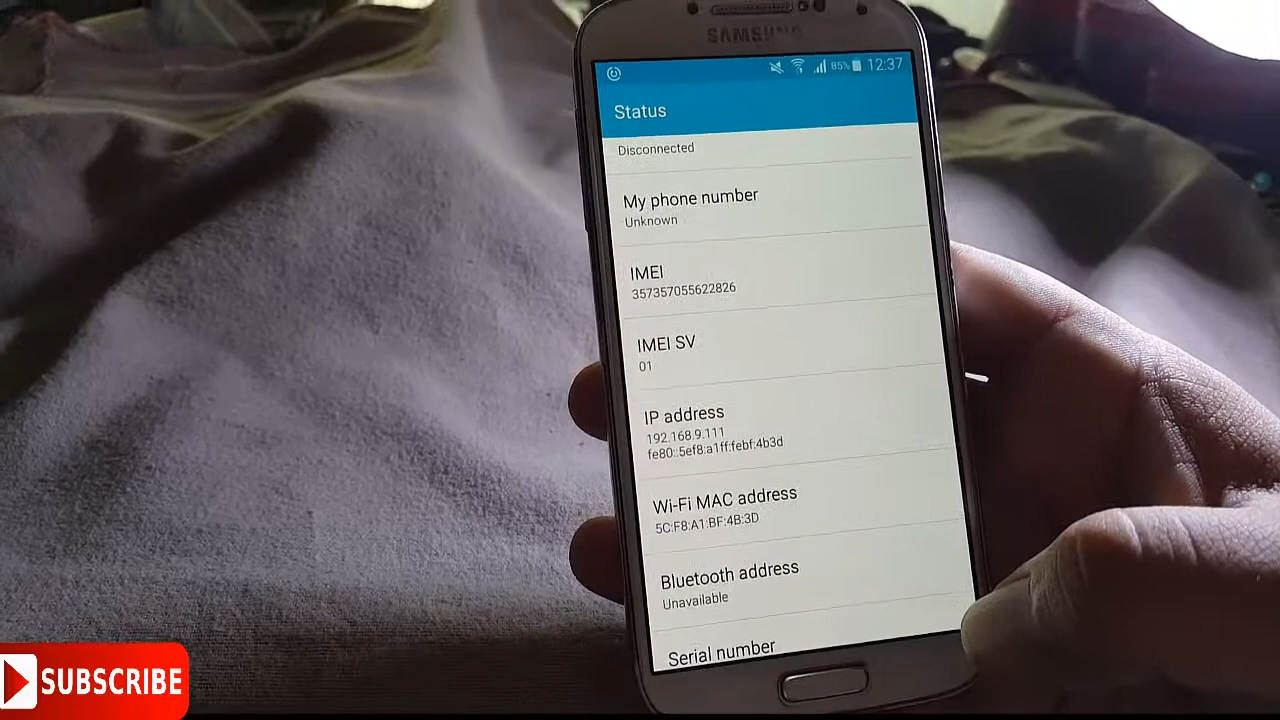 SAMSUNG
85% 12:37
Status
Disconnected
My phone number
Unknown
IMEI
357357055622826
IMEI SV
01
IP address
192.168.9.111
fe80::5ef8:a1ff:febf:4b3d
Wi-Fi MAC address
5C:F8:A1:BF:4B:3D
Bluetooth address
Unavailable
Serial number
SUBSCRIBE